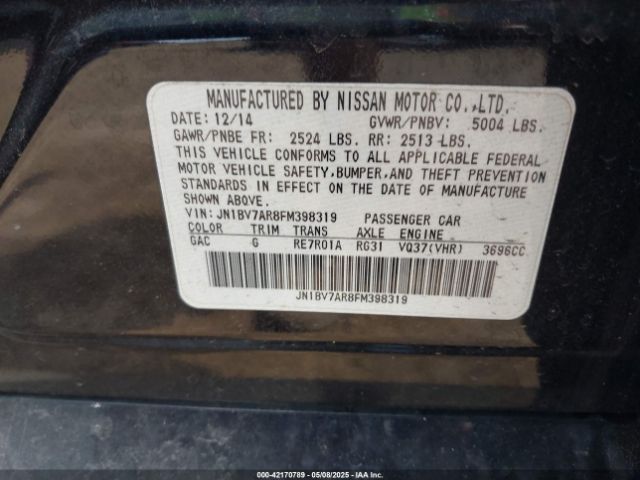 MANUFACTURED BY NISSAN MOTOR CO.,LTD.
DATE: 12/14 GVWR/PNBV: 5004 LBS.
GAWR/PNBE FR: 2524 LBS. RR: 2513 LBS.
THIS VEHICLE CONFORMS TO ALL APPLICABLE FEDERAL
MOTOR VEHICLE SAFETY, BUMPER, AND THEFT PREVENTION
STANDARDS IN EFFECT ON THE DATE OF MANUFACTURE
SHOWN ABOVE.
VIN: JN1BV7AR8FM398319 PASSENGER CAR
COLOR TRIM TRANS AXLE ENGINE
GAC G RE7R01A RG31 VQ37(VHR) 3696CC
JN1BV7AR8FM398319
000-42170789 05/08/2025 IAAI.COM